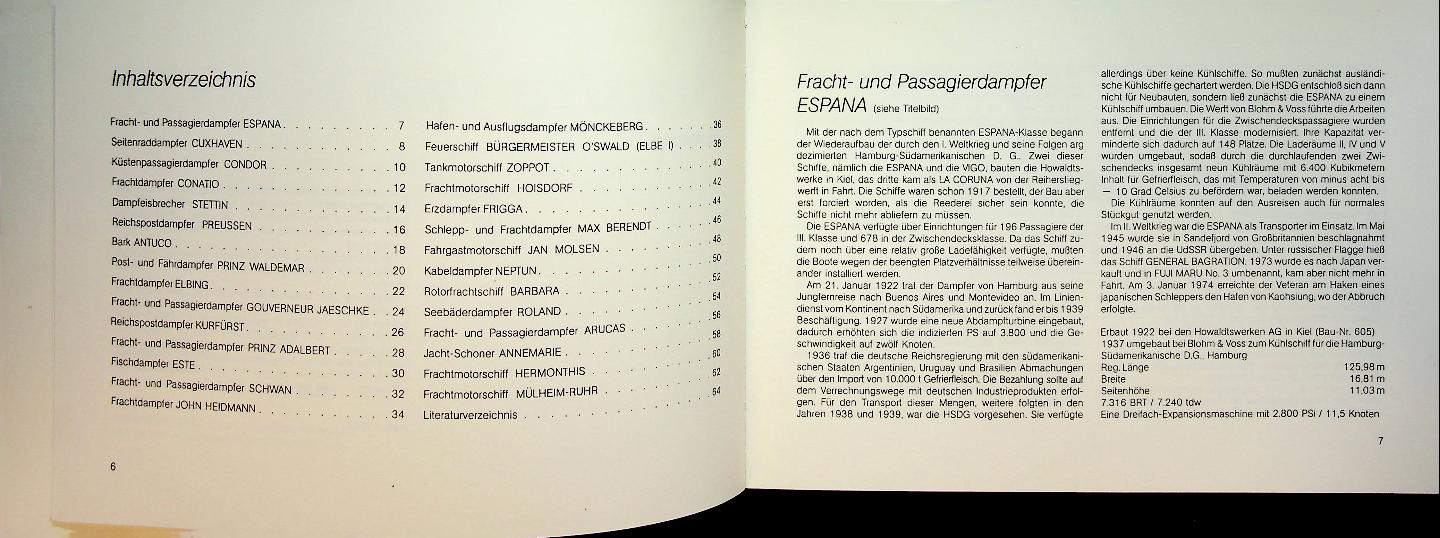 Inhaltsverzeichnis
Fracht- und Passagierdampfer ESPANA . . . . . . . . . . 7
Seitenraddampfer CUXHAVEN . . . . . . . . . . . . . 8
Küstenpassagierdampfer CONDOR . . . . . . . . . . . 10
Frachtdampfer CONATIO . . . . . . . . . . . . . . . 12
Dampfeisbrecher STETTIN . . . . . . . . . . . . . . 14
Reichspostdampfer PREUSSEN . . . . . . . . . . . . 16
Bark ANTUCO . . . . . . . . . . . . . . . . . . . 18
Post- und Fährdampfer PRINZ WALDEMAR . . . . . . . 20
Frachtdampfer ELBING . . . . . . . . . . . . . . . 22
Fracht- und Passagierdampfer GOUVERNEUR JAESCHKE . . 24
Reichspostdampfer KURFÜRST . . . . . . . . . . . . 26
Fracht- und Passagierdampfer PRINZ ADALBERT . . . . . 28
Fischdampfer ESTE . . . . . . . . . . . . . . . . 30
Fracht- und Passagierdampfer SCHWAN . . . . . . . . 32
Frachtdampfer JOHN HEIDMANN . . . . . . . . . . . 34
6
Hafen- und Ausflugsdampfer MÖNCKEBERG . . . . . . . 36
Feuerschiff BÜRGERMEISTER O'SWALD (ELBE I) . . . . 38
Tankmotorschiff ZOPPOT . . . . . . . . . . . . . . 40
Frachtmotorschiff HOISDORF . . . . . . . . . . . . 42
Erzdampfer FRIGGA . . . . . . . . . . . . . . . . 44
Schlepp- und Frachtdampfer MAX BERENDT . . . . . . 46
Fahrgastmotorschiff JAN MOLSEN . . . . . . . . . . 48
Kabeldampfer NEPTUN . . . . . . . . . . . . . . . 50
Rotorfrachtschiff BARBARA . . . . . . . . . . . . . 52
Seebäderdampfer ROLAND . . . . . . . . . . . . . 54
Fracht- und Passagierdampfer ARUCAS . . . . . . . . 56
Jacht-Schoner ANNEMARIE . . . . . . . . . . . . . 58
Frachtmotorschiff HERMONTHIS . . . . . . . . . . . 60
Frachtmotorschiff MÜLHEIM-RUHR . . . . . . . . . . 62
Literaturverzeichnis . . . . . . . . . . . . . . . 64
Fracht- und Passagierdampfer
ESPANA (siehe Titelbild)
Mit der nach dem Typschiff benannten ESPANA-Klasse begann
der Wiederaufbau der durch den I. Weltkrieg und seine Folgen arg
dezimierten Hamburg-Südamerikanischen D. G.. Zwei dieser
Schiffe, nämlich die ESPANA und die VIGO, bauten die Howaldts-
werke in Kiel, das dritte kam als LA CORUNA von der Reiherstieg-
werft in Fahrt. Die Schiffe waren schon 1917 bestellt, der Bau aber
erst forciert worden, als die Reederei sicher sein konnte, die
Schiffe nicht mehr abliefern zu müssen.
Die ESPANA verfügte über Einrichtungen für 196 Passagiere der
III. Klasse und 678 in der Zwischendecksklasse. Da das Schiff zu-
dem noch über eine relativ große Ladefähigkeit verfügte, mußten
die Boote wegen der beengten Platzverhältnisse teilweise überein-
ander installiert werden.
Am 21. Januar 1922 trat der Dampfer von Hamburg aus seine
Jungfernreise nach Buenos Aires und Montevideo an. Im Linien-
dienst vom Kontinent nach Südamerika und zurück fand er bis 1939
Beschäftigung. 1927 wurde eine neue Abdampfturbine eingebaut,
dadurch erhöhten sich die indizierten PS auf 3.800 und die Ge-
schwindigkeit auf zwölf Knoten.
1936 traf die deutsche Reichsregierung mit den südamerikani-
schen Staaten Argentinien, Uruguay und Brasilien Abmachungen
über den Import von 10.000 t Gefrierfleisch. Die Bezahlung sollte auf
dem Verrechnungswege mit deutschen Industrieprodukten erfol-
gen. Für den Transport dieser Mengen, weitere folgten in den
Jahren 1938 und 1939, war die HSDG vorgesehen. Sie verfügte
allerdings über keine Kühlschiffe. So mußten zunächst ausländi-
sche Kühlschiffe gechartert werden. Die HSDG entschloß sich dann
nicht für Neubauten, sondern ließ zunächst die ESPANA zu einem
Kühlschiff umbauen. Die Werft von Blohm & Voss führte die Arbeiten
aus. Die Einrichtungen für die Zwischendeckspassagiere wurden
entfernt und die der III. Klasse modernisiert. Ihre Kapazität ver-
minderte sich dadurch auf 148 Plätze. Die Laderäume II, IV und V
wurden umgebaut, sodaß durch die durchlaufenden zwei Zwi-
schendecks insgesamt neun Kühlräume mit 6.400 Kubikmetern
Inhalt für Gefrierfleisch, das mit Temperaturen von minus acht bis
— 10 Grad Celsius zu befördern war, beladen werden konnten.
Die Kühlräume konnten auf den Ausreisen auch für normales
Stückgut genutzt werden.
Im II. Weltkrieg war die ESPANA als Transporter im Einsatz. Im Mai
1945 wurde sie in Sandefjord von Großbritannien beschlagnahmt
und 1946 an die UdSSR übergeben. Unter russischer Flagge hieß
das Schiff GENERAL BAGRATION. 1973 wurde es nach Japan ver-
kauft und in FUJI MARU No. 3 umbenannt, kam aber nicht mehr in
Fahrt. Am 3. Januar 1974 erreichte der Veteran am Haken eines
japanischen Schleppers den Hafen von Kaohsiung, wo der Abbruch
erfolgte.
Erbaut 1922 bei den Howaldtswerken AG in Kiel (Bau-Nr. 605)
1937 umgebaut bei Blohm & Voss zum Kühlschiff für die Hamburg-
Südamerikanische D.G., Hamburg
Reg. Länge 125,98 m
Breite 16,81 m
Seitenhöhe 11,03 m
7.316 BRT / 7.240 tdw
Eine Dreifach-Expansionsmaschine mit 2.800 PSi / 11,5 Knoten
7